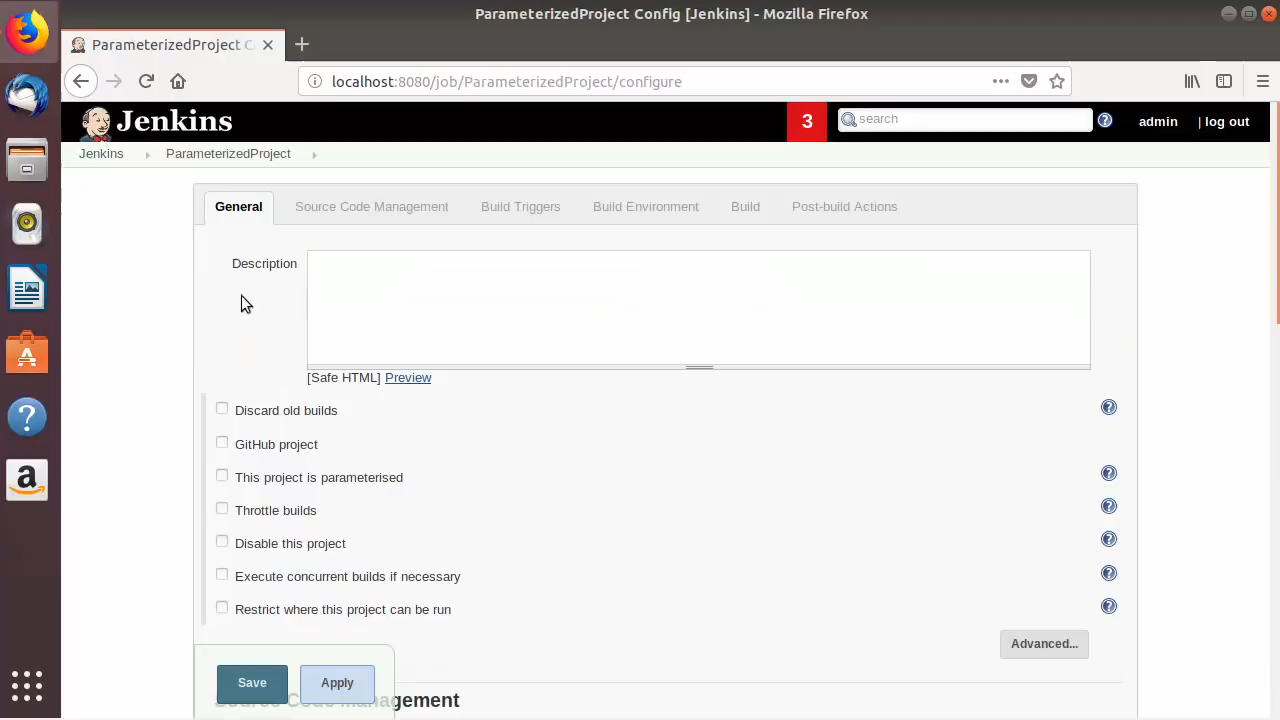 ParameterizedProject Config [Jenkins] - Mozilla Firefox
ParameterizedProject C
localhost:8080/job/ParameterizedProject/configure
Jenkins
3
search
admin
| log out
Jenkins
ParameterizedProject
General
Source Code Management
Build Triggers
Build Environment
Build
Post-build Actions
Description
[Safe HTML] Preview
Discard old builds
GitHub project
This project is parameterised
Throttle builds
Disable this project
Execute concurrent builds if necessary
Restrict where this project can be run
Advanced...
Save
Apply
Source Code Management